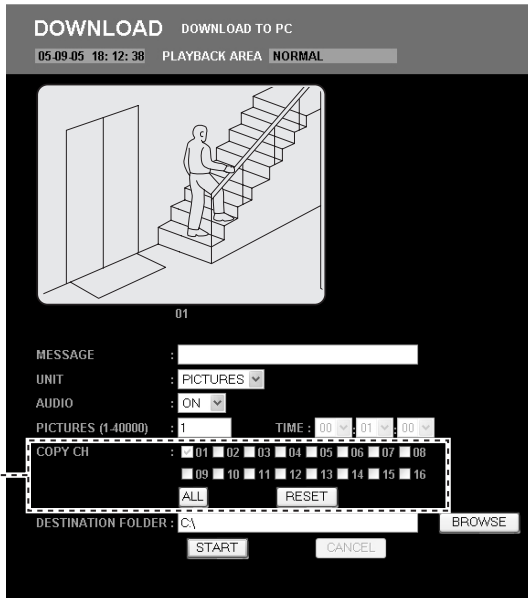 DOWNLOAD DOWNLOAD TO PC
05-09-05 18: 12: 38 PLAYBACK AREA NORMAL
01
MESSAGE :
UNIT : PICTURES
AUDIO : ON
PICTURES (1-40000) : 1 TIME : 00 : 01 : 00
COPY CH : 01 02 03 04 05 06 07 08
09 10 11 12 13 14 15 16
ALL RESET
DESTINATION FOLDER : C:\ BROWSE
START CANCEL